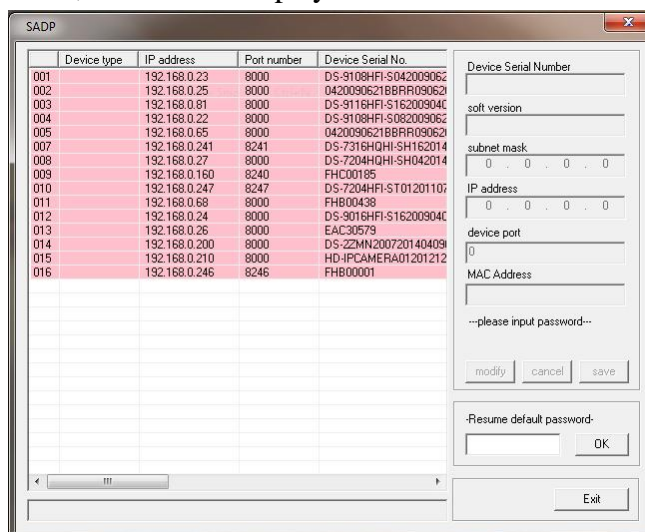 SADP
Device type IP address Port number Device Serial No.
001 192.168.0.23 8000 DS-9108HFI-S042009062
002 192.168.0.25 8000 0420090621BBRR09062
003 192.168.0.81 8000 DS-9116HFI-S16200904
004 192.168.0.22 8000 DS-9108HFI-S082009062
005 192.168.0.65 8000 0420090621BBRR09062
007 192.168.0.241 8241 DS-7316HQHI-SH162014
008 192.168.0.27 8000 DS-7204HQHI-SH042014
009 192.168.0.160 8240 FHC00185
010 192.168.0.247 8247 DS-7204HFI-ST01201107
011 192.168.0.68 8000 FHB00438
012 192.168.0.24 8000 DS-9016HFI-S16200904
013 192.168.0.26 8000 EAC30579
014 192.168.0.200 8000 DS-2ZMN200720140409
015 192.168.0.210 8000 HD-IPCAMERA01201212
016 192.168.0.246 8246 FHB00001
Device Serial Number
soft version
subnet mask
0 . 0 . 0 . 0
IP address
0 . 0 . 0 . 0
device port
0
MAC Address
---please input password---
modify cancel save
-Resume default password-
OK
Exit